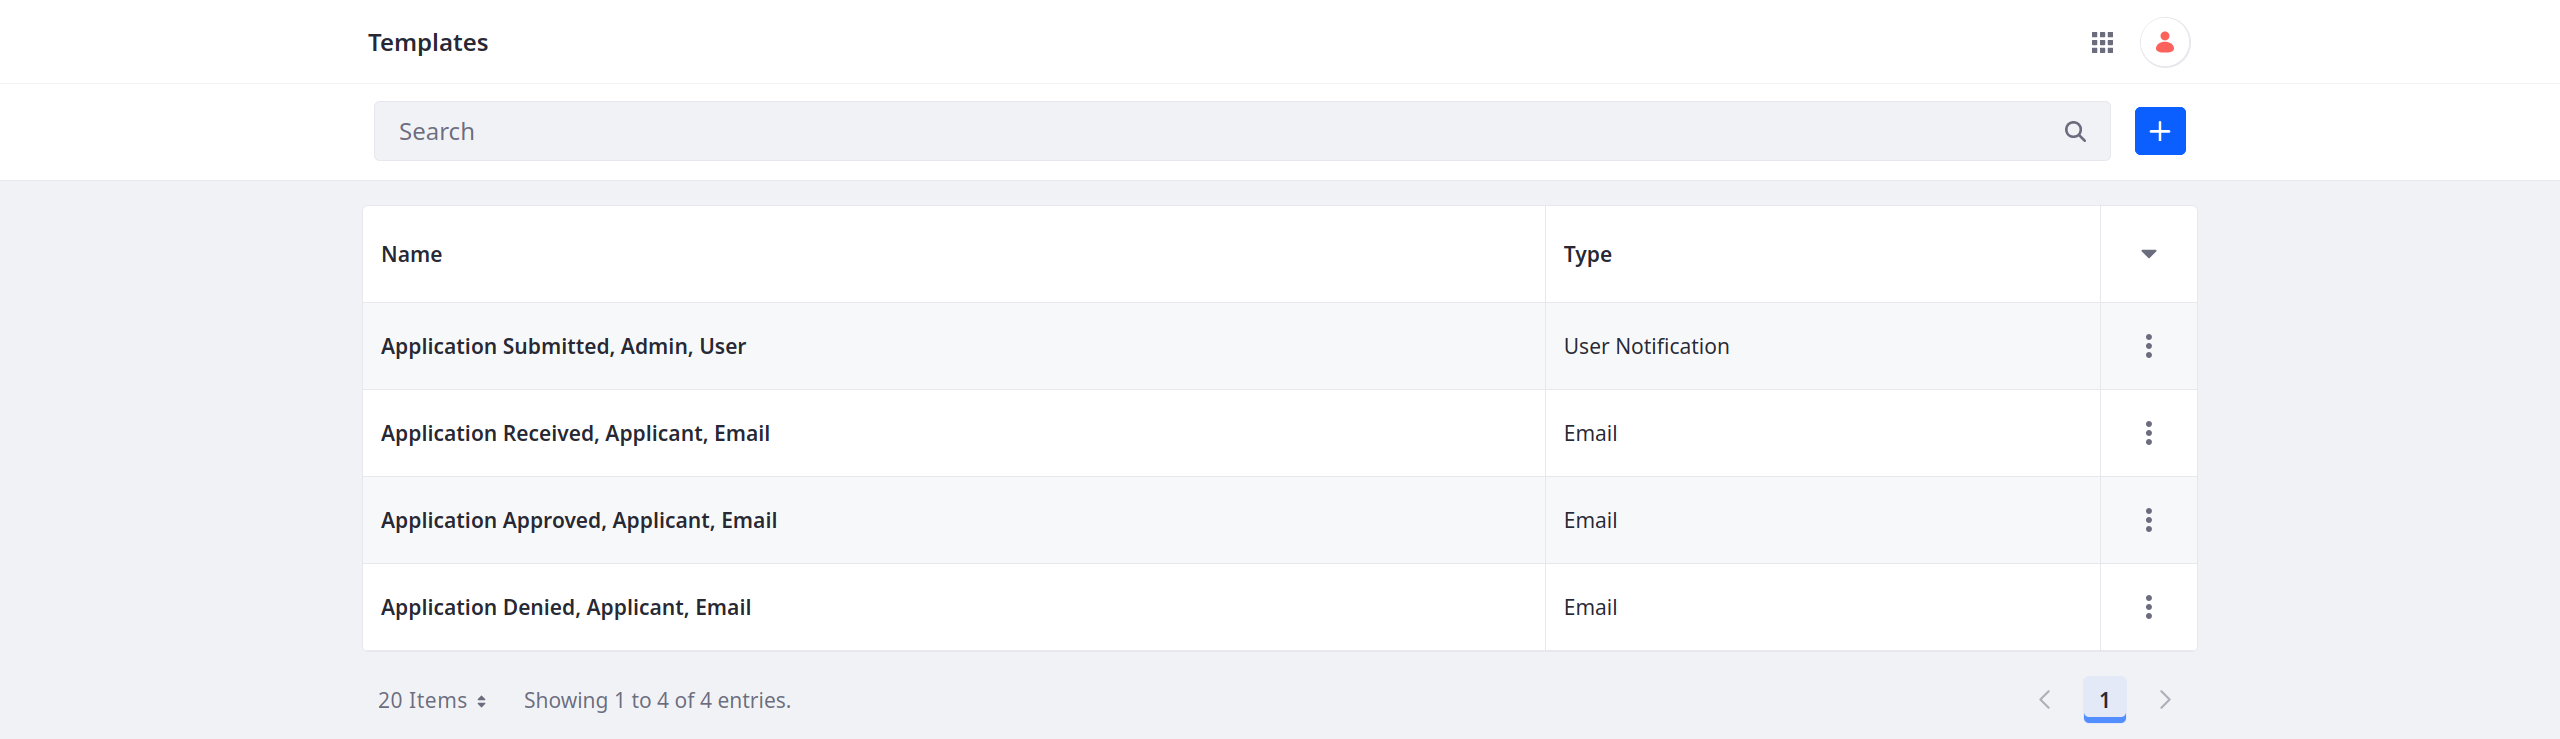 Templates
Search
Name Type
Application Submitted, Admin, User User Notification
Application Received, Applicant, Email Email
Application Approved, Applicant, Email Email
Application Denied, Applicant, Email Email
20 Items Showing 1 to 4 of 4 entries. 1